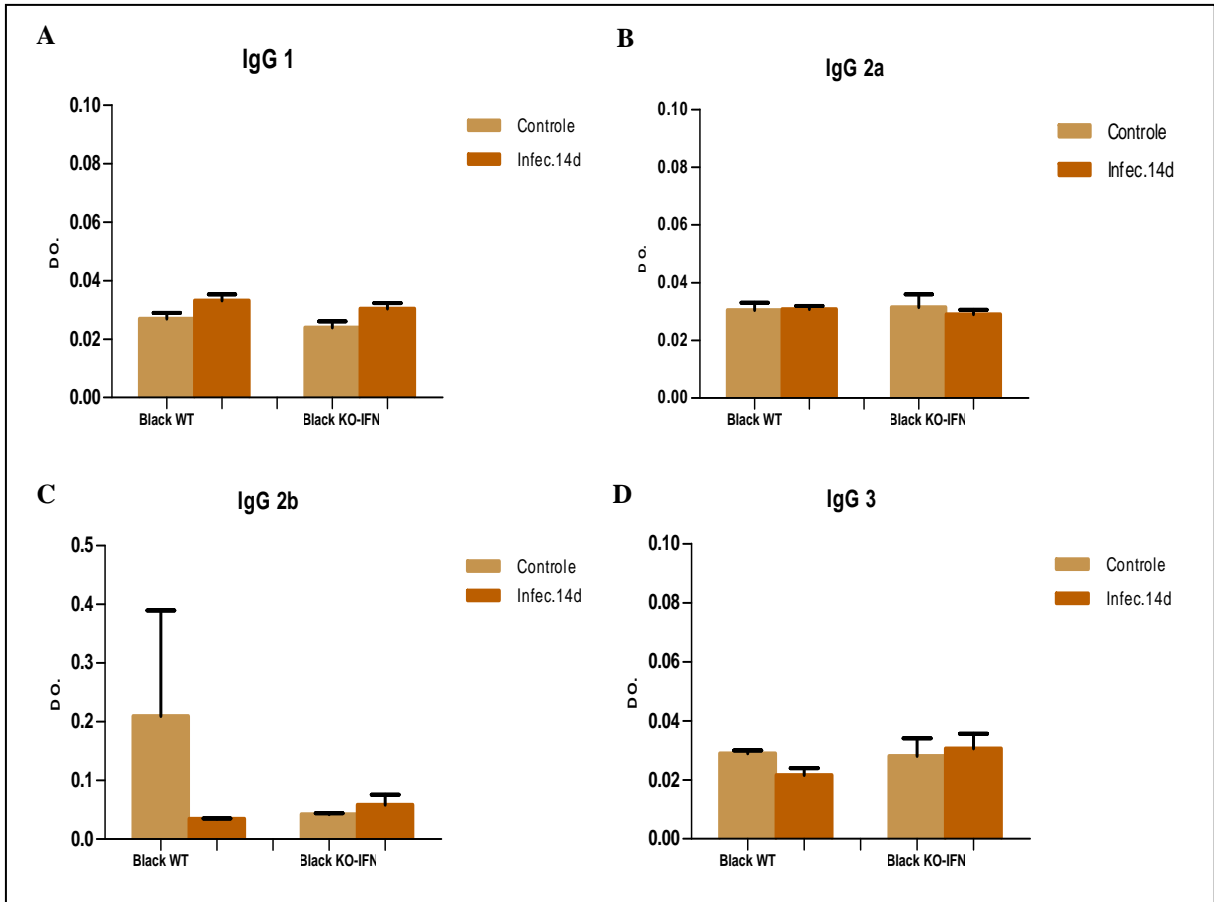 A
IgG 1
0.10
0.08
0.06
0.04
0.02
0.00
D O.
Controle
Infec.14d
Black WT
Black KO-IFN
B
IgG 2a
0.10
0.08
0.06
0.04
0.02
0.00
D O.
Controle
Infec.14d
Black WT
Black KO-IFN
C
IgG 2b
0.5
0.4
0.3
0.2
0.1
0.0
D O.
Controle
Infec.14d
Black WT
Black KO-IFN
D
IgG 3
0.10
0.08
0.06
0.04
0.02
0.00
D O.
Controle
Infec.14d
Black WT
Black KO-IFN